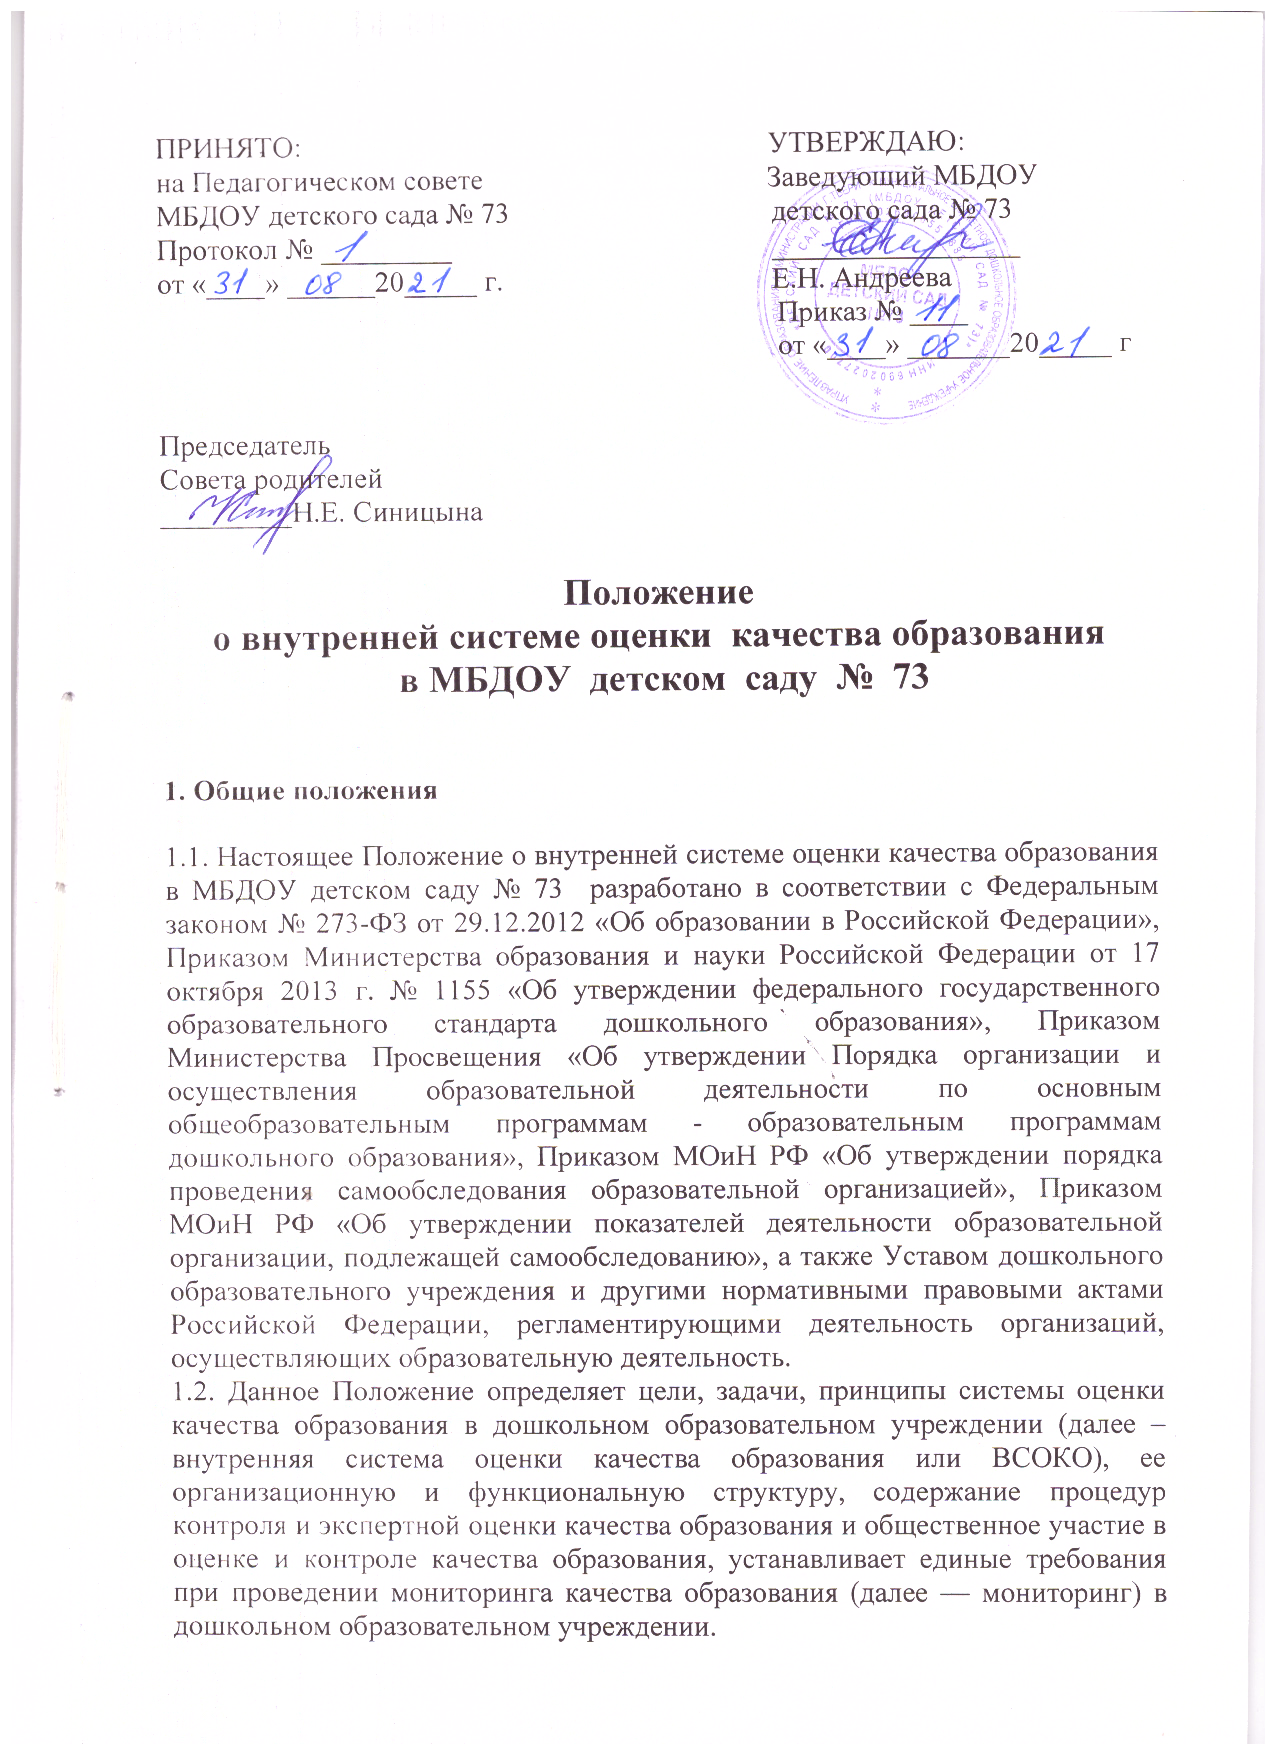 ПРИНЯТО:
на Педагогическом совете
МБДОУ детского сада № 73
Протокол № 1
от «31» 08 2021 г.
УТВЕРЖДАЮ:
Заведующий МБДОУ
детского сада № 73
Е.Н. Андреева
Приказ № 11
от «31» 08 2021 г
МБДОУ
ДЕТСКИЙ САД
№ 73
Председатель
Совета родителей
Н.Е. Синицына
Положение
о внутренней системе оценки качества образования
в МБДОУ детском саду № 73
1. Общие положения
1.1. Настоящее Положение о внутренней системе оценки качества образования
в МБДОУ детском саду № 73 разработано в соответствии с Федеральным
законом № 273-ФЗ от 29.12.2012 «Об образовании в Российской Федерации»,
Приказом Министерства образования и науки Российской Федерации от 17
октября 2013 г. № 1155 «Об утверждении федерального государственного
образовательного стандарта дошкольного образования», Приказом
Министерства Просвещения «Об утверждении Порядка организации и
осуществления образовательной деятельности по основным
общеобразовательным программам - образовательным программам
дошкольного образования», Приказом МОиН РФ «Об утверждении порядка
проведения самообследования образовательной организацией», Приказом
МОиН РФ «Об утверждении показателей деятельности образовательной
организации, подлежащей самообследованию», а также Уставом дошкольного
образовательного учреждения и другими нормативными правовыми актами
Российской Федерации, регламентирующими деятельность организаций,
осуществляющих образовательную деятельность.
1.2. Данное Положение определяет цели, задачи, принципы системы оценки
качества образования в дошкольном образовательном учреждении (далее –
внутренняя система оценки качества образования или ВСОКО), ее
организационную и функциональную структуру, содержание процедур
контроля и экспертной оценки качества образования и общественное участие в
оценке и контроле качества образования, устанавливает единые требования
при проведении мониторинга качества образования (далее — мониторинг) в
дошкольном образовательном учреждении.